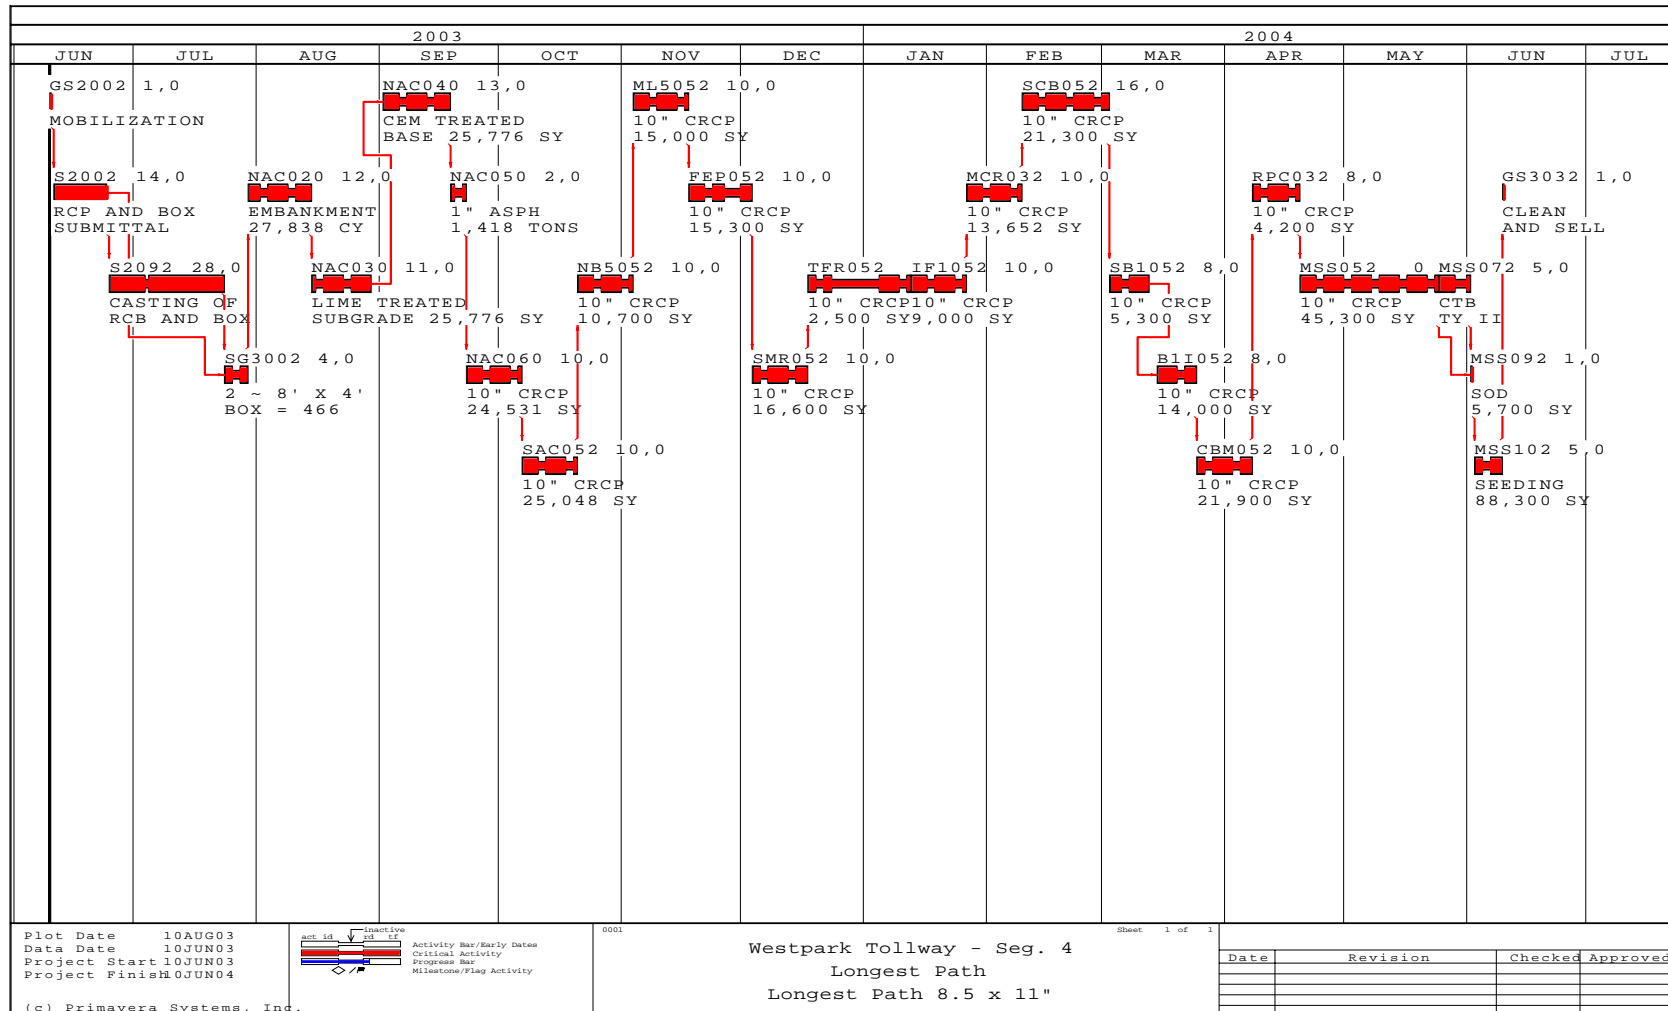 2003 2004
JUN JUL AUG SEP OCT NOV DEC JAN FEB MAR APR MAY JUN JUL
GS2002 1,0
MOBILIZATION
S2002 14,0
RCP AND BOX
SUBMITTAL
S2092 28,0
CASTING OF
RCB AND BOX
SG3002 4,0
2 ~ 8' X 4'
BOX = 466
NAC020 12,0
EMBANKMENT
27,838 CY
NAC030 11,0
LIME TREATED
SUBGRADE 25,776 SY
NAC040 13,0
CEM TREATED
BASE 25,776 SY
NAC050 2,0
1" ASPH
1,418 TONS
NAC060 10,0
10" CRCP
24,531 SY
SAC052 10,0
10" CRCP
25,048 SY
NB5052 10,0
10" CRCP
10,700 SY
ML5052 10,0
10" CRCP
15,000 SY
FEP052 10,0
10" CRCP
15,300 SY
SMR052 10,0
10" CRCP
16,600 SY
TFR052
10" CRCP
2,500 SY
IF1052 10,0
10" CRCP
9,000 SY
MCR032 10,0
10" CRCP
13,652 SY
SCB052 16,0
10" CRCP
21,300 SY
SB1052 8,0
10" CRCP
5,300 SY
B1I052 8,0
10" CRCP
14,000 SY
CBM052 10,0
10" CRCP
21,900 SY
RPC032 8,0
10" CRCP
4,200 SY
MSS052 0
10" CRCP
45,300 SY
MSS072 5,0
CTB
TY II
MSS092 1,0
SOD
5,700 SY
MSS102 5,0
SEEDING
88,300 SY
GS3032 1,0
CLEAN
AND SELL
Plot Date 10AUG03
Data Date 10JUN03
Project Start 10JUN03
Project Finish 10JUN04
(c) Primavera Systems, Inc.
inactive
act id rd tf
Activity Bar/Early Dates
Critical Activity
Progress Bar
Milestone/Flag Activity
0001
Sheet 1 of 1
Westpark Tollway - Seg. 4
Longest Path
Longest Path 8.5 x 11"
Date Revision Checked Approved